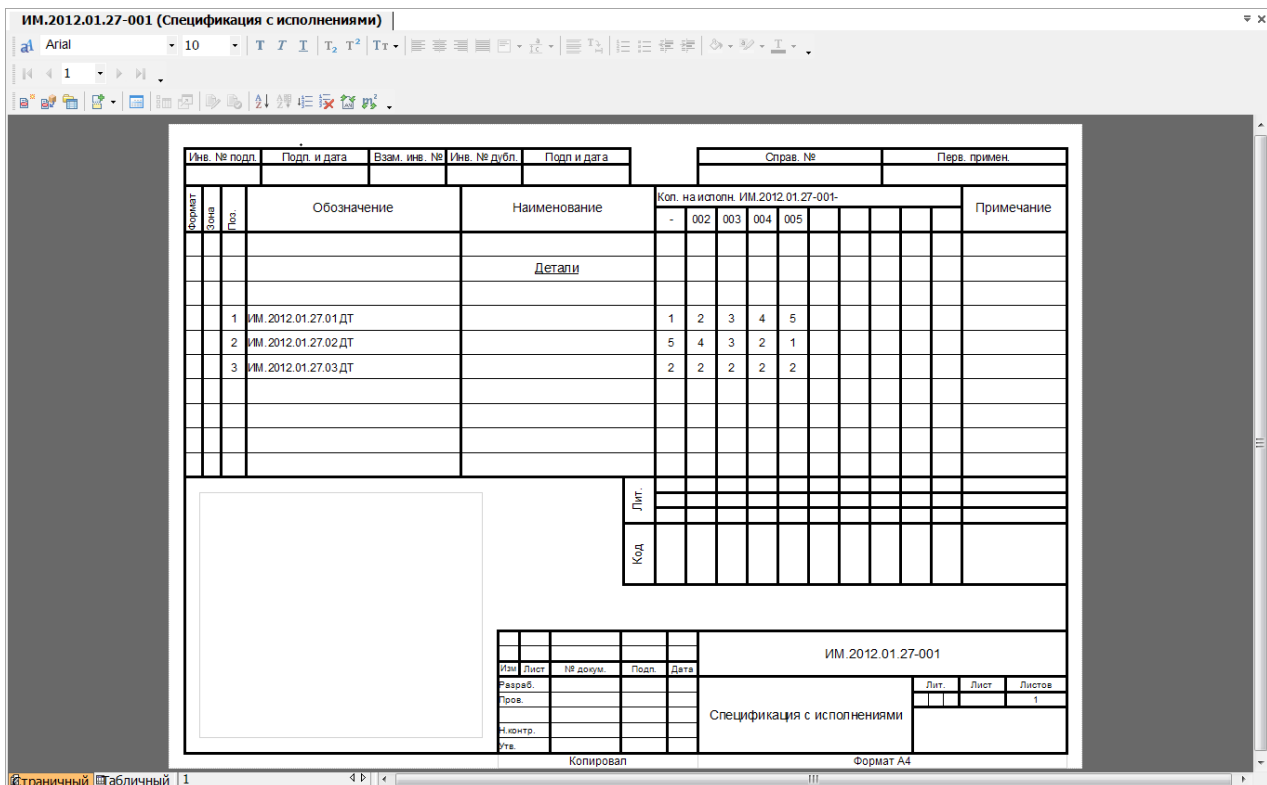 ИМ.2012.01.27-001 (Спецификация с исполнениями)
Arial 10
1
Инв. № подл. Подп. и дата Взам. инв. № Инв. № дубл. Подп и дата Справ. № Перв. примен.
Формат Зона Поз. Обозначение Наименование Кол. на исполн. ИМ.2012.01.27-001- Примечание
- 002 003 004 005
Детали
1 ИМ.2012.01.27.01 ДТ 1 2 3 4 5
2 ИМ.2012.01.27.02 ДТ 5 4 3 2 1
3 ИМ.2012.01.27.03 ДТ 2 2 2 2 2
Лит.
Код
ИМ.2012.01.27-001
Изм Лист № докум. Подп. Дата
Разраб. Лит. Лист Листов
Пров. 1
Спецификация с исполнениями
Н.контр.
Утв.
Копировал Формат А4
Страничный Табличный 1